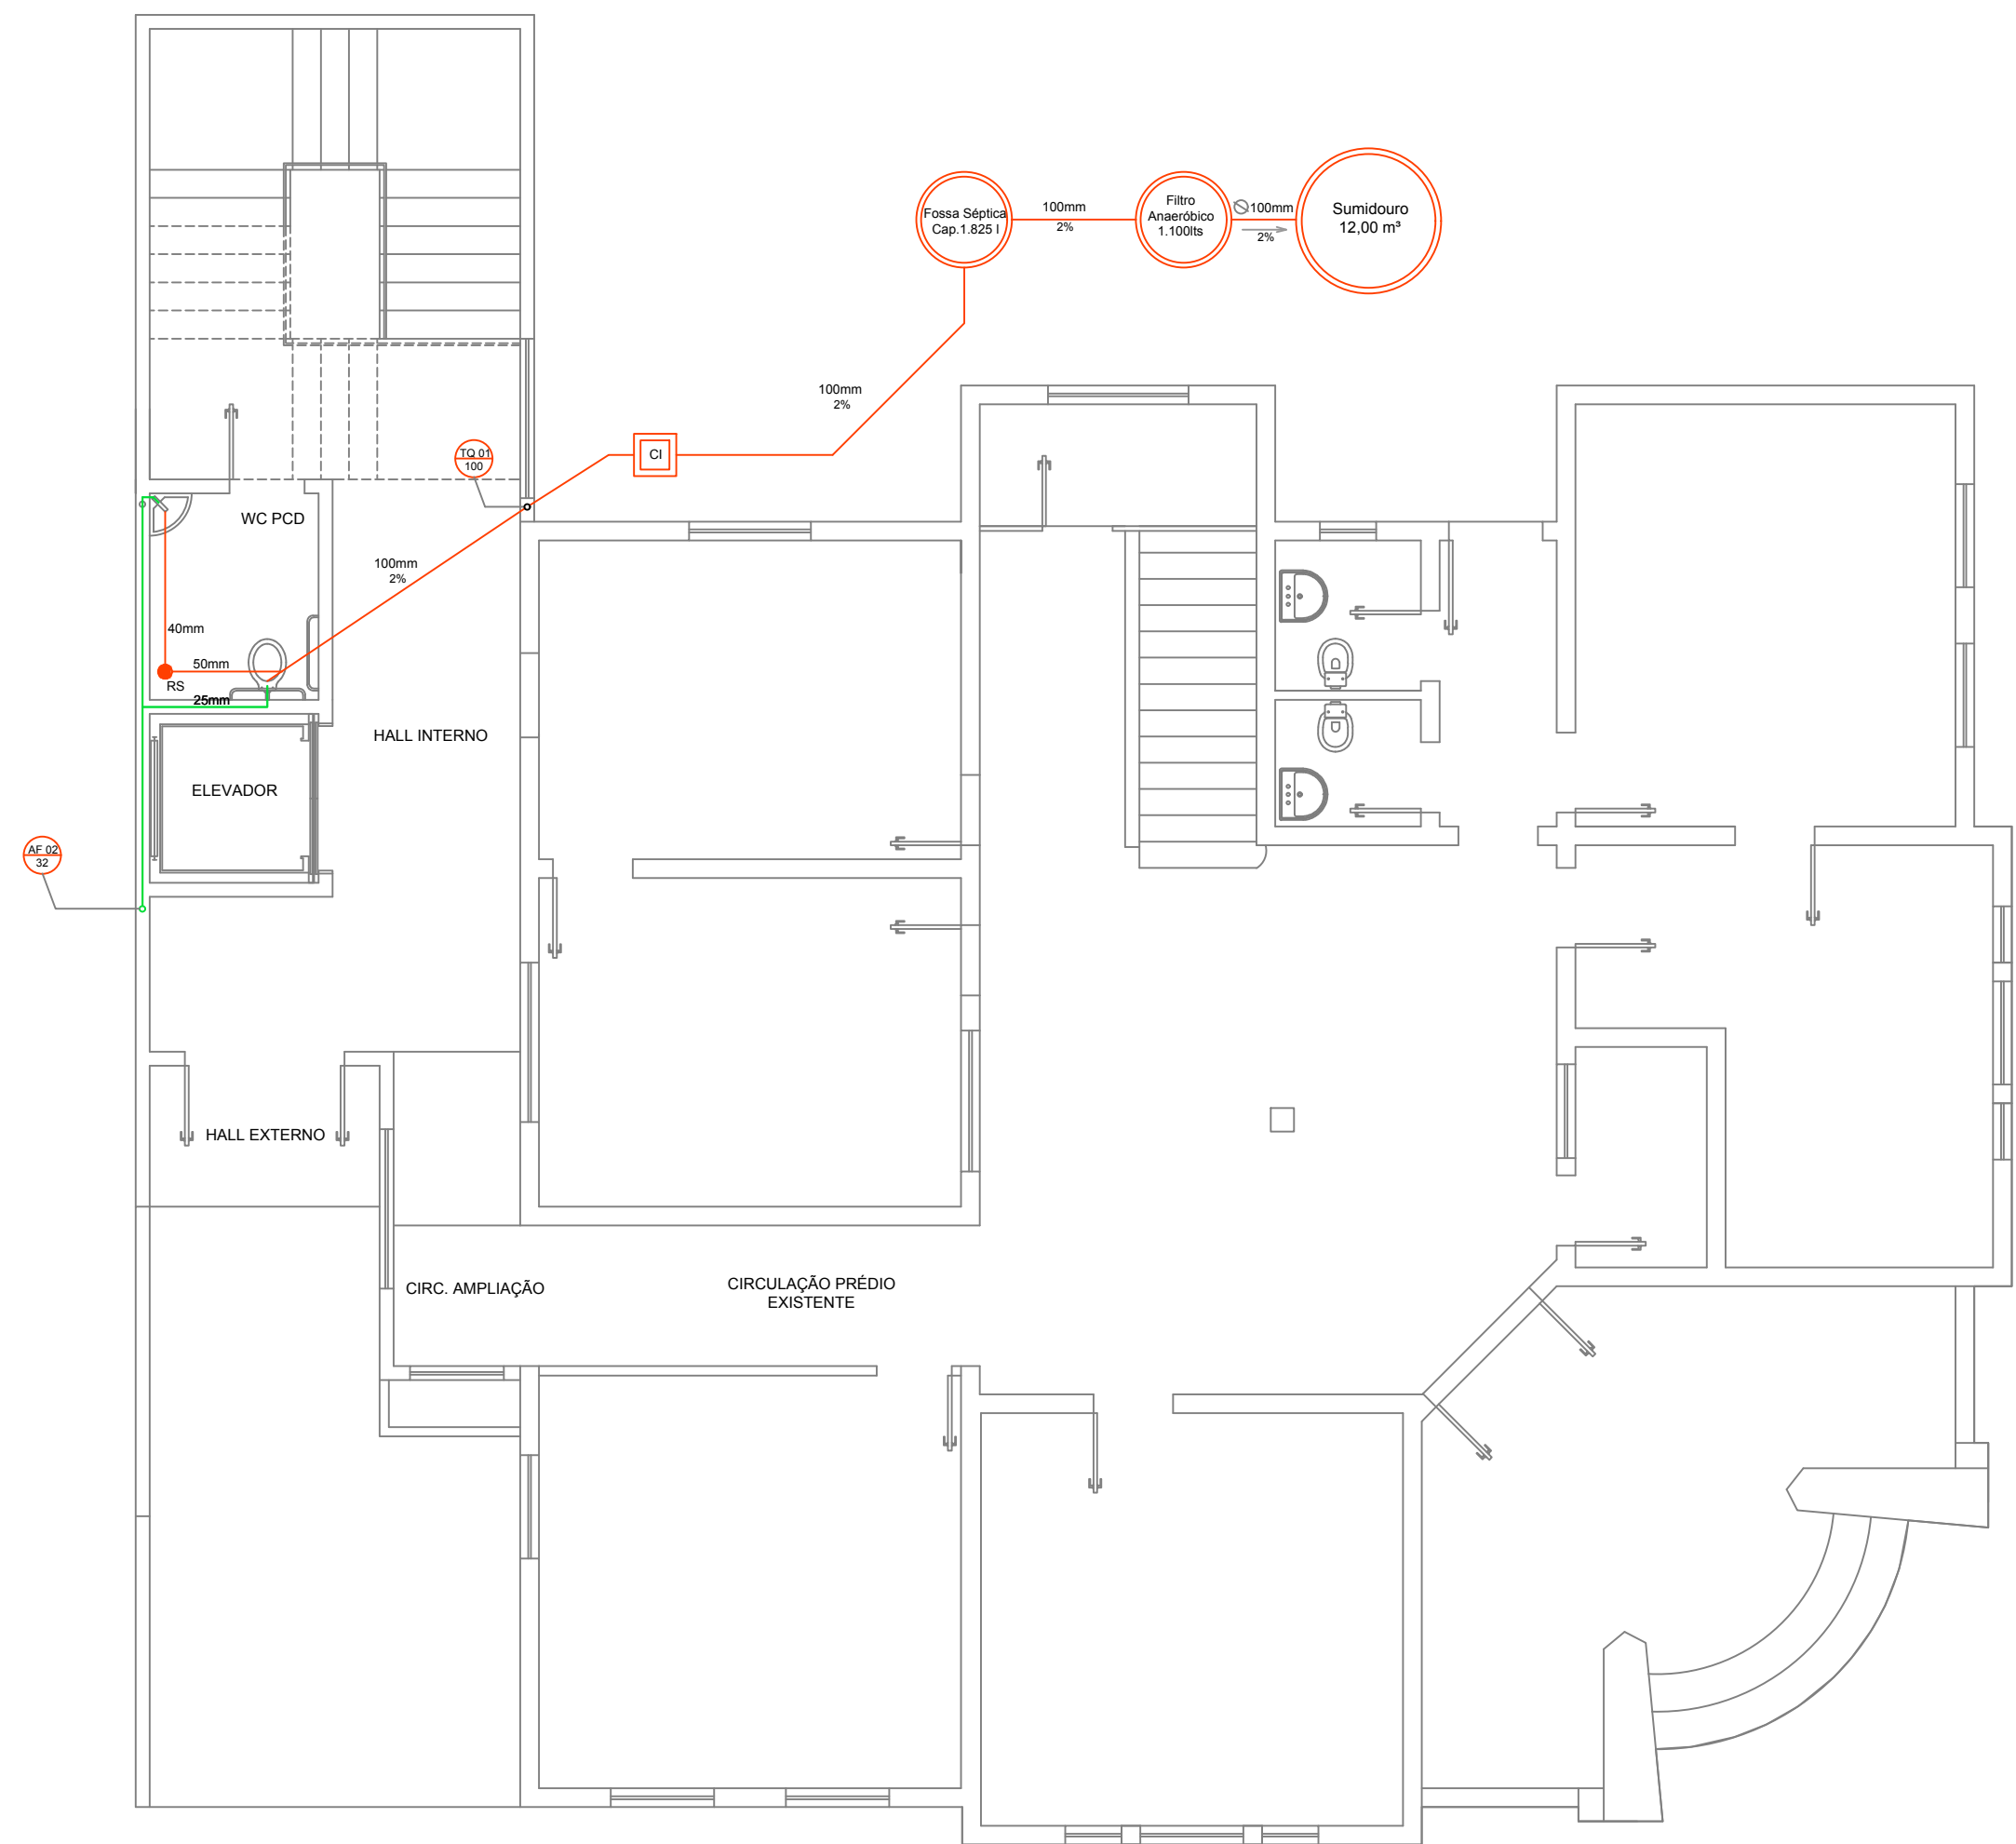 Fossa Séptica
Cap.1.825 l
100mm
2%
Filtro
Anaeróbico
1.100lts
100mm
2%
Sumidouro
12,00 m³
100mm
2%
TQ 01
100
CI
WC PCD
100mm
2%
40mm
50mm
RS
25mm
HALL INTERNO
ELEVADOR
AF 02
32
HALL EXTERNO
CIRC. AMPLIAÇÃO
CIRCULAÇÃO PRÉDIO
EXISTENTE